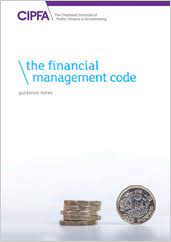 CIPFA
The Chartered Institute of
Public Finance & Accountancy
\ the financial
management code
guidance notes